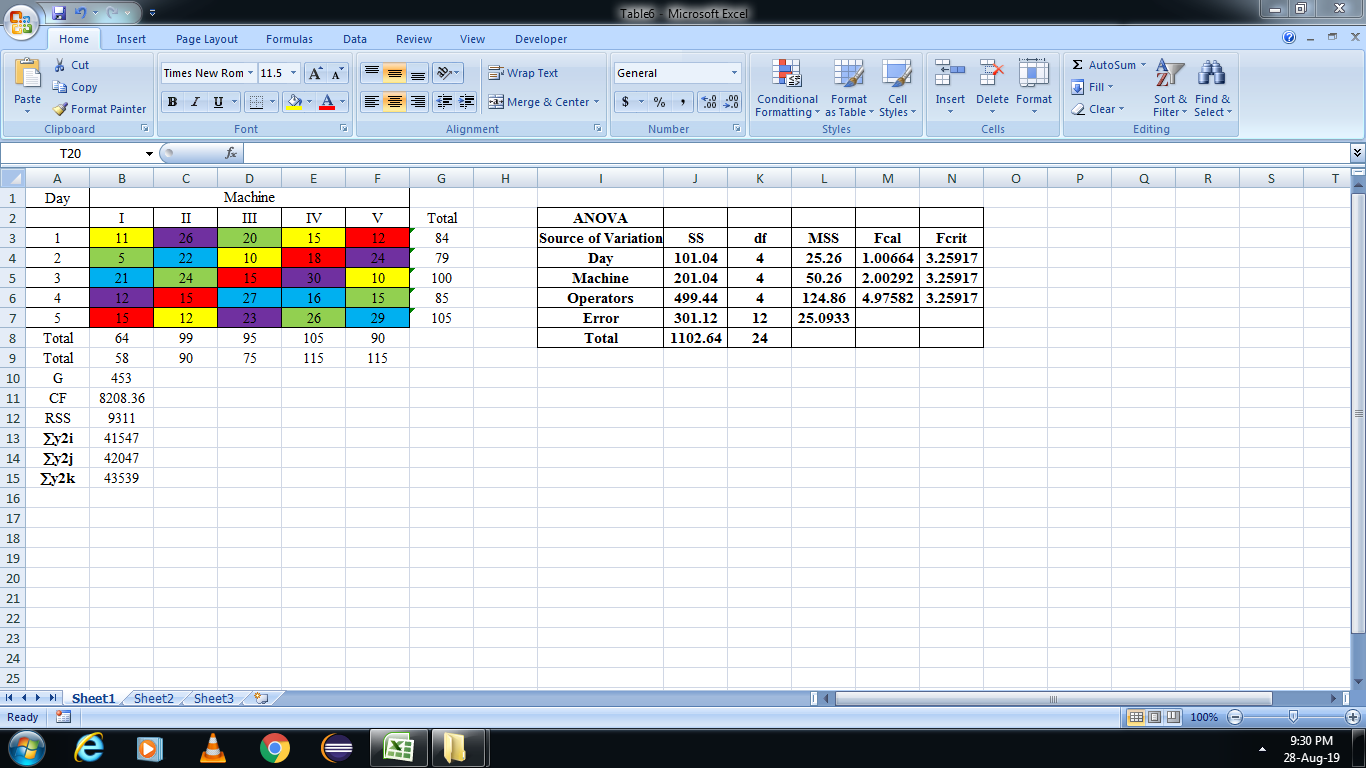 Table6 - Microsoft Excel
Home Insert Page Layout Formulas Data Review View Developer
Paste
Cut
Copy
Format Painter
Clipboard
Times New Rom 11.5
B I U
Font
Wrap Text
Merge & Center
Alignment
General
$ % ,
Number
Conditional Formatting
Format as Table
Cell Styles
Styles
Insert Delete Format
Cells
Σ AutoSum
Fill
Clear
Sort & Filter
Find & Select
Editing
T20 fx
A B C D E F G H I J K L M N O P Q R S T
1 Day Machine
2 I II III IV V Total ANOVA
3 1 11 26 20 15 12 84 Source of Variation SS df MSS Fcal Fcrit
4 2 5 22 10 18 24 79 Day 101.04 4 25.26 1.00664 3.25917
5 3 21 24 15 30 10 100 Machine 201.04 4 50.26 2.00292 3.25917
6 4 12 15 27 16 15 85 Operators 499.44 4 124.86 4.97582 3.25917
7 5 15 12 23 26 29 105 Error 301.12 12 25.0933
8 Total 64 99 95 105 90 Total 1102.64 24
9 Total 58 90 75 115 115
10 G 453
11 CF 8208.36
12 RSS 9311
13 ∑y2i 41547
14 ∑y2j 42047
15 ∑y2k 43539
16
17
18
19
20
21
22
23
24
25
Sheet1 Sheet2 Sheet3
Ready 100%
9:30 PM
28-Aug-19